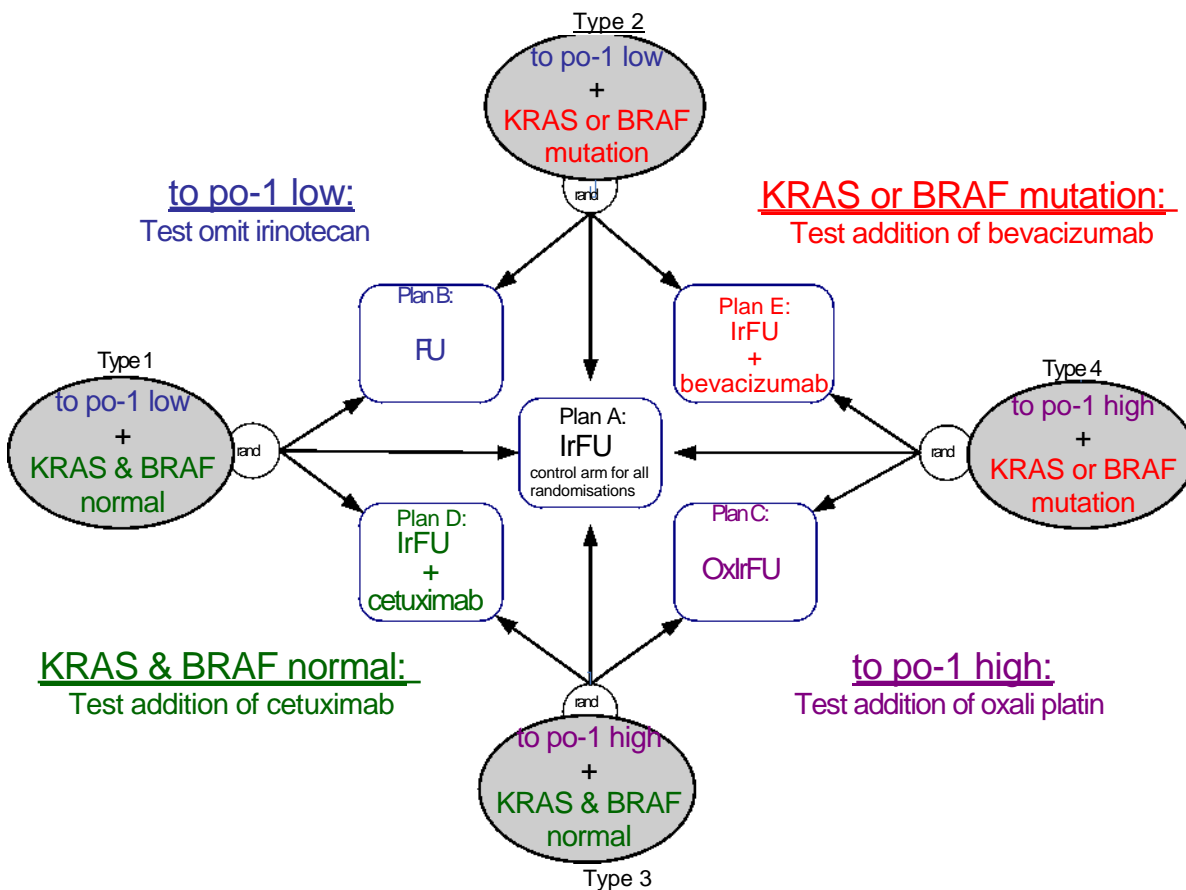 Type 2
to po-1 low
+
KRAS or BRAF
mutation
rand
to po-1 low:
Test omit irinotecan
KRAS or BRAF mutation:
Test addition of bevacizumab
Plan B:
FU
Plan E:
IrFU
+
bevacizumab
Type 1
to po-1 low
+
KRAS & BRAF
normal
rand
Plan A:
IrFU
control arm for all
randomisations
Type 4
to po-1 high
+
KRAS or BRAF
mutation
rand
Plan D:
IrFU
+
cetuximab
Plan C:
OxIrFU
KRAS & BRAF normal:
Test addition of cetuximab
to po-1 high:
Test addition of oxali platin
rand
to po-1 high
+
KRAS & BRAF
normal
Type 3